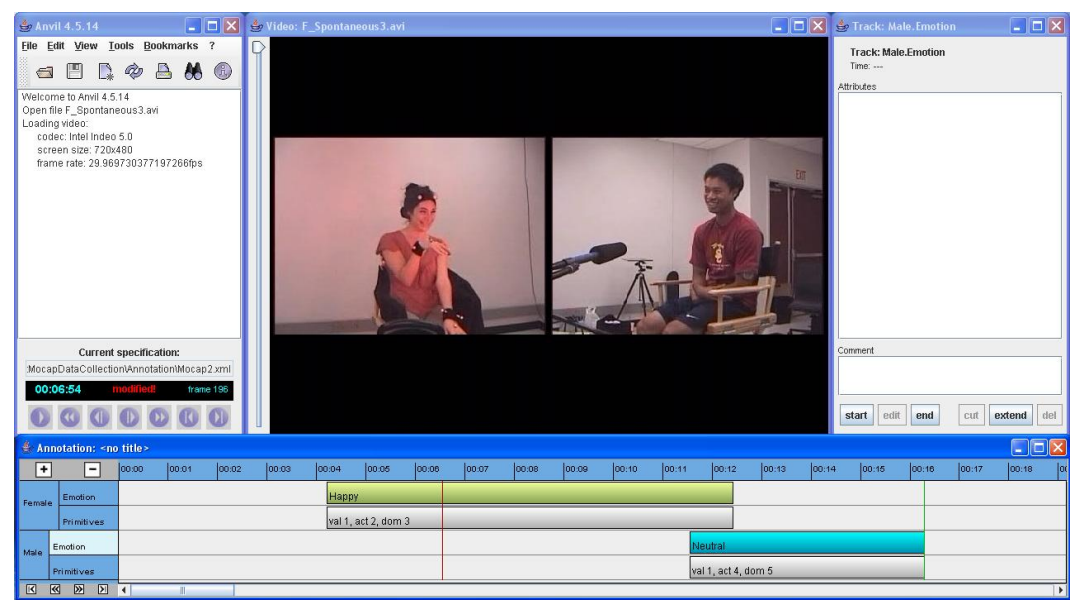 Anvil 4.5.14
File Edit View Tools Bookmarks ?
Welcome to Anvil 4.5.14
Open file F_Spontaneous3.avi
Loading video:
codec: Intel Indeo 5.0
screen size: 720x480
frame rate: 29.969730377197266fps
Current specification:
:MocapDataCollection\Annotation\Mocap2.xml
00:06:54 modified! frame 196
Video: F_Spontaneous3.avi
EXIT
Track: Male.Emotion
Track: Male.Emotion
Time: ---
Attributes
Comment
start edit end cut extend del
Annotation: <no title>
+ - 00:00 00:01 00:02 00:03 00:04 00:05 00:06 00:07 00:08 00:09 00:10 00:11 00:12 00:13 00:14 00:15 00:16 00:17 00:18
Female Emotion Happy
Primitives val 1, act 2, dom 3
Male Emotion Neutral
Primitives val 1, act 4, dom 5